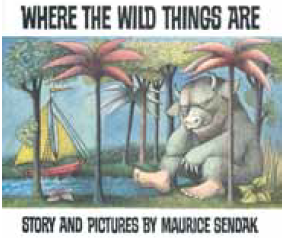 WHERE THE WILD THINGS ARE
STORY AND PICTURES BY MAURICE SENDAK